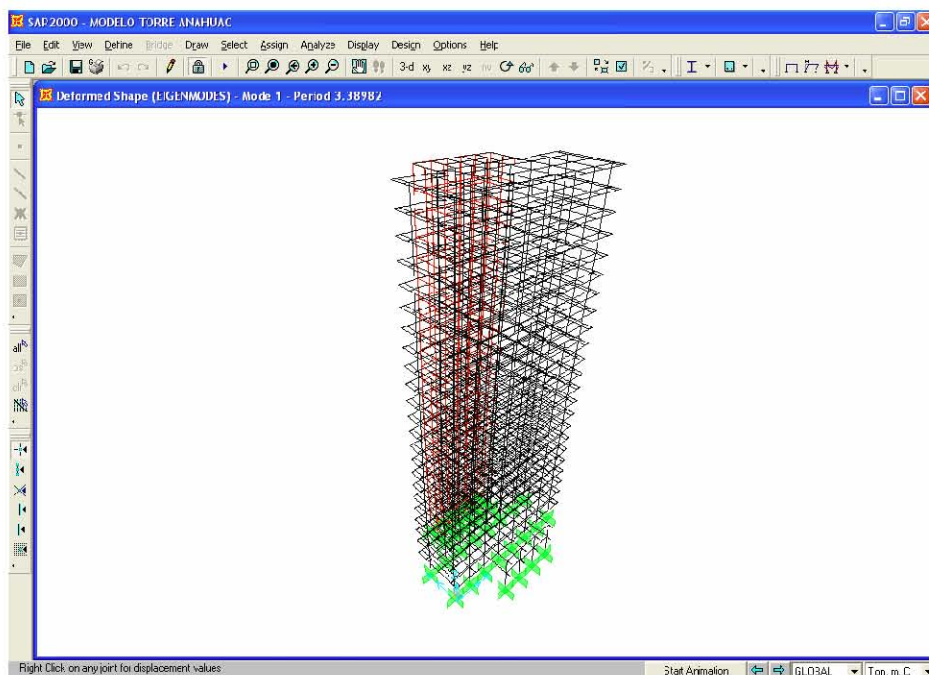 SAP2000 - MODELO TORRE ANAHUAC
File Edit View Define Bridge Draw Select Assign Analyze Display Design Options Help
3-d xy xz yz nv
Deformed Shape (EIGENMODES) - Mode 1 - Period 3.38982
all
Right Click on any joint for displacement values
Start Animation GLOBAL Ton, m, C